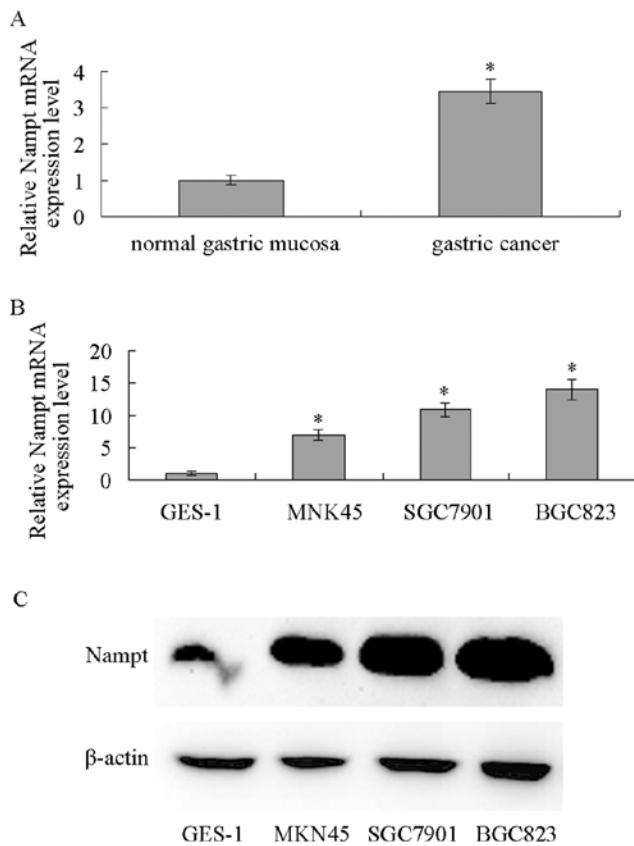 A
Relative Nampt mRNA
expression level
4
3
2
1
0
*
normal gastric mucosa
gastric cancer
B
Relative Nampt mRNA
expression level
20
15
10
5
0
*
*
*
GES-1
MNK45
SGC7901
BGC823
C
Nampt
β-actin
GES-1
MKN45
SGC7901
BGC823